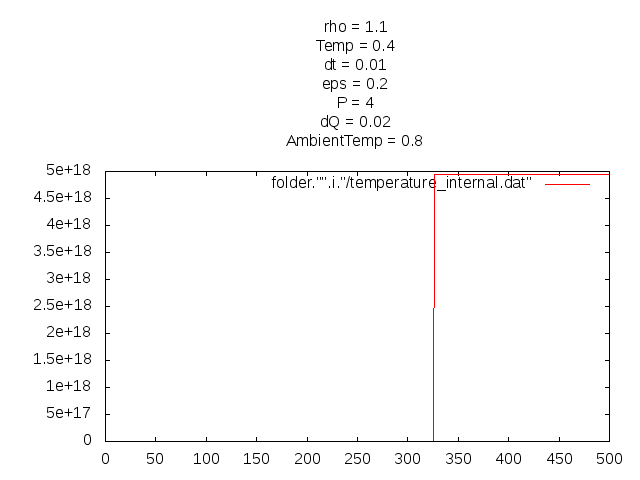 rho = 1.1
Temp = 0.4
dt = 0.01
eps = 0.2
P = 4
dQ = 0.02
AmbientTemp = 0.8
5e+18
folder."".i."/temperature_internal.dat"
4.5e+18
4e+18
3.5e+18
3e+18
2.5e+18
2e+18
1.5e+18
1e+18
5e+17
0
0 50 100 150 200 250 300 350 400 450 500